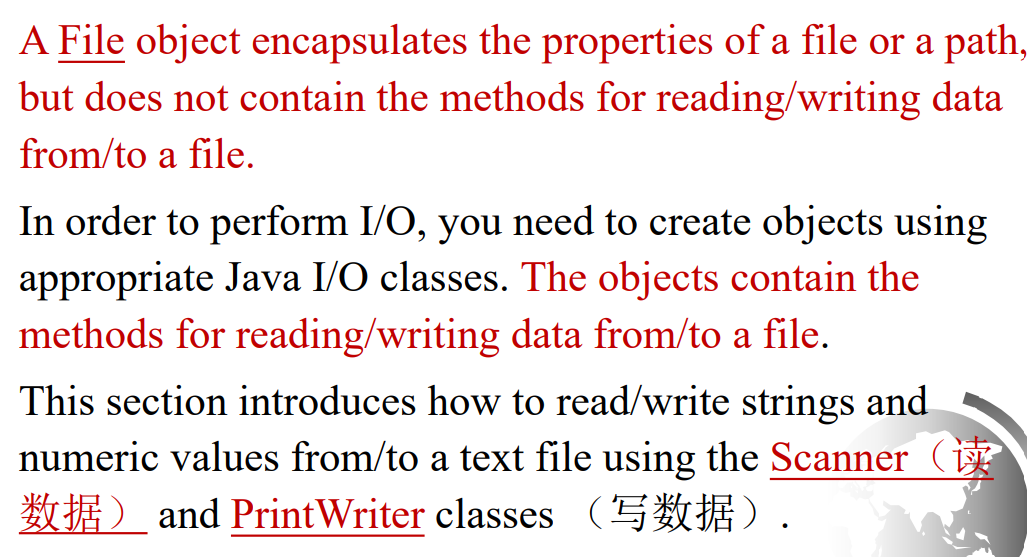 A File object encapsulates the properties of a file or a path,
but does not contain the methods for reading/writing data
from/to a file.
In order to perform I/O, you need to create objects using
appropriate Java I/O classes. The objects contain the
methods for reading/writing data from/to a file.
This section introduces how to read/write strings and
numeric values from/to a text file using the Scanner（读
数据） and PrintWriter classes （写数据）.